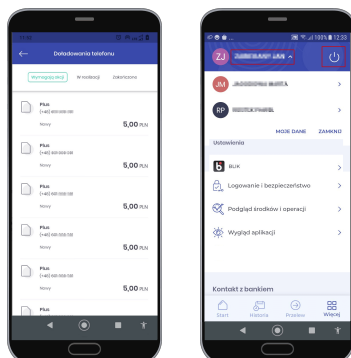 Doładowania telefonu
Wymagają akcji
W realizacji
Zakończone
Plus
Nowy
5,00 PLN
Plus
Nowy
5,00 PLN
Plus
Nowy
5,00 PLN
Plus
Nowy
5,00 PLN
Plus
Nowy
5,00 PLN
Plus
100% 12:33
ZJ
JM
RP
MOJE DANE ZAMKNIJ
Ustawienia
BLIK
Logowanie i bezpieczeństwo
Podgląd środków i operacji
Wygląd aplikacji
Kontakt z bankiem
Start Historia Przelew Więcej